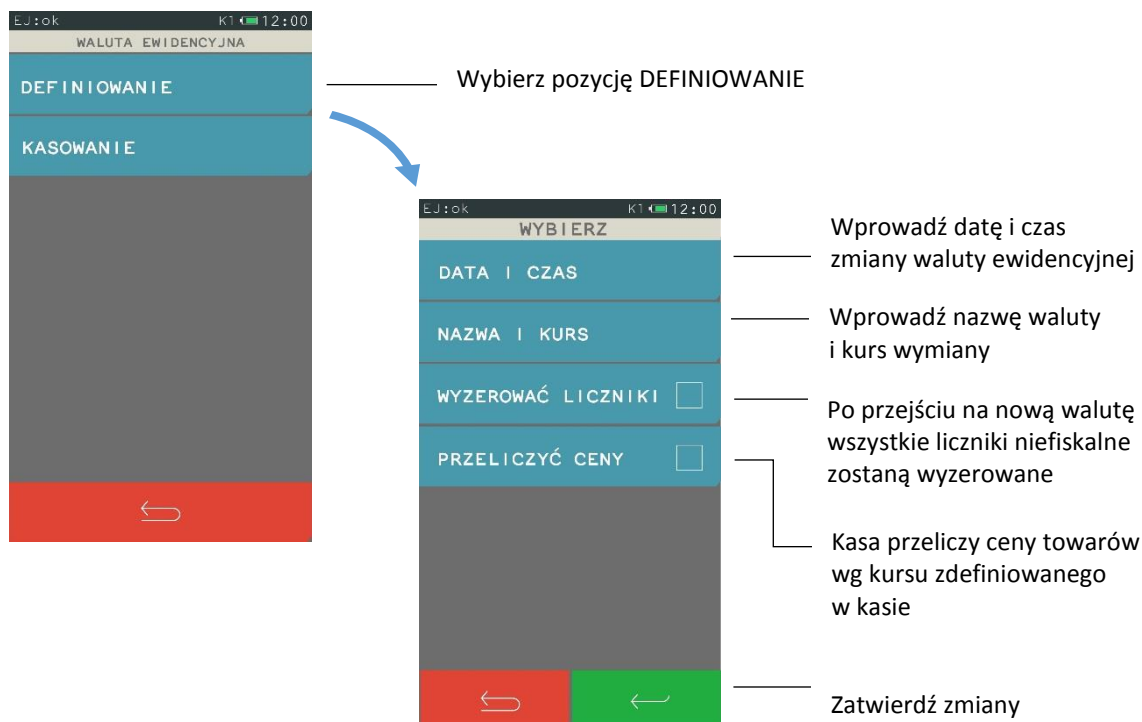 EJ:ok K1 12:00
WALUTA EWIDENCYJNA
DEFINIOWANIE
KASOWANIE
Wybierz pozycję DEFINIOWANIE
EJ:ok K1 12:00
WYBIERZ
DATA I CZAS
NAZWA I KURS
WYZEROWAĆ LICZNIKI
PRZELICZYĆ CENY
Wprowadź datę i czas
zmiany waluty ewidencyjnej
Wprowadź nazwę waluty
i kurs wymiany
Po przejściu na nową walutę
wszystkie liczniki niefiskalne
zostaną wyzerowane
Kasa przeliczy ceny towarów
wg kursu zdefiniowanego
w kasie
Zatwierdź zmiany